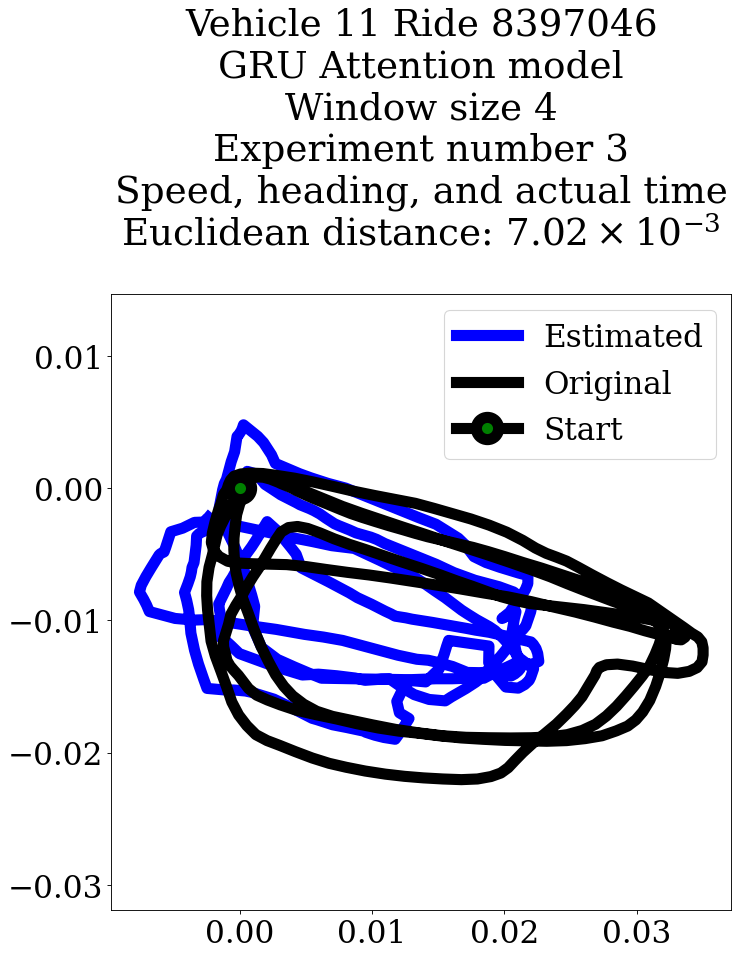 Vehicle 11 Ride 8397046
GRU Attention model
Window size 4
Experiment number 3
Speed, heading, and actual time
Euclidean distance: 7.02 × 10⁻³
Estimated
Original
Start
0.01
0.00
−0.01
−0.02
−0.03
0.00 0.01 0.02 0.03